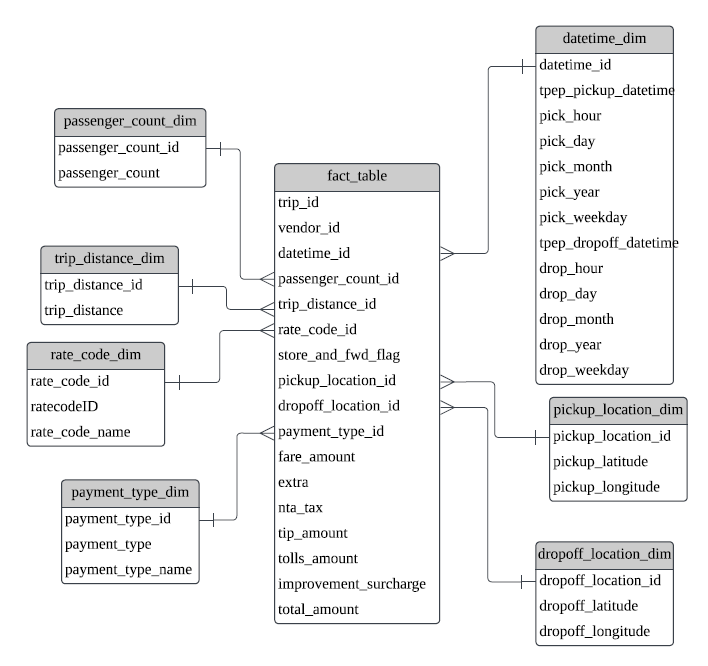 passenger_count_dim
passenger_count_id
passenger_count
trip_distance_dim
trip_distance_id
trip_distance
rate_code_dim
rate_code_id
ratecodeID
rate_code_name
payment_type_dim
payment_type_id
payment_type
payment_type_name
fact_table
trip_id
vendor_id
datetime_id
passenger_count_id
trip_distance_id
rate_code_id
store_and_fwd_flag
pickup_location_id
dropoff_location_id
payment_type_id
fare_amount
extra
nta_tax
tip_amount
tolls_amount
improvement_surcharge
total_amount
datetime_dim
datetime_id
tpep_pickup_datetime
pick_hour
pick_day
pick_month
pick_year
pick_weekday
tpep_dropoff_datetime
drop_hour
drop_day
drop_month
drop_year
drop_weekday
pickup_location_dim
pickup_location_id
pickup_latitude
pickup_longitude
dropoff_location_dim
dropoff_location_id
dropoff_latitude
dropoff_longitude